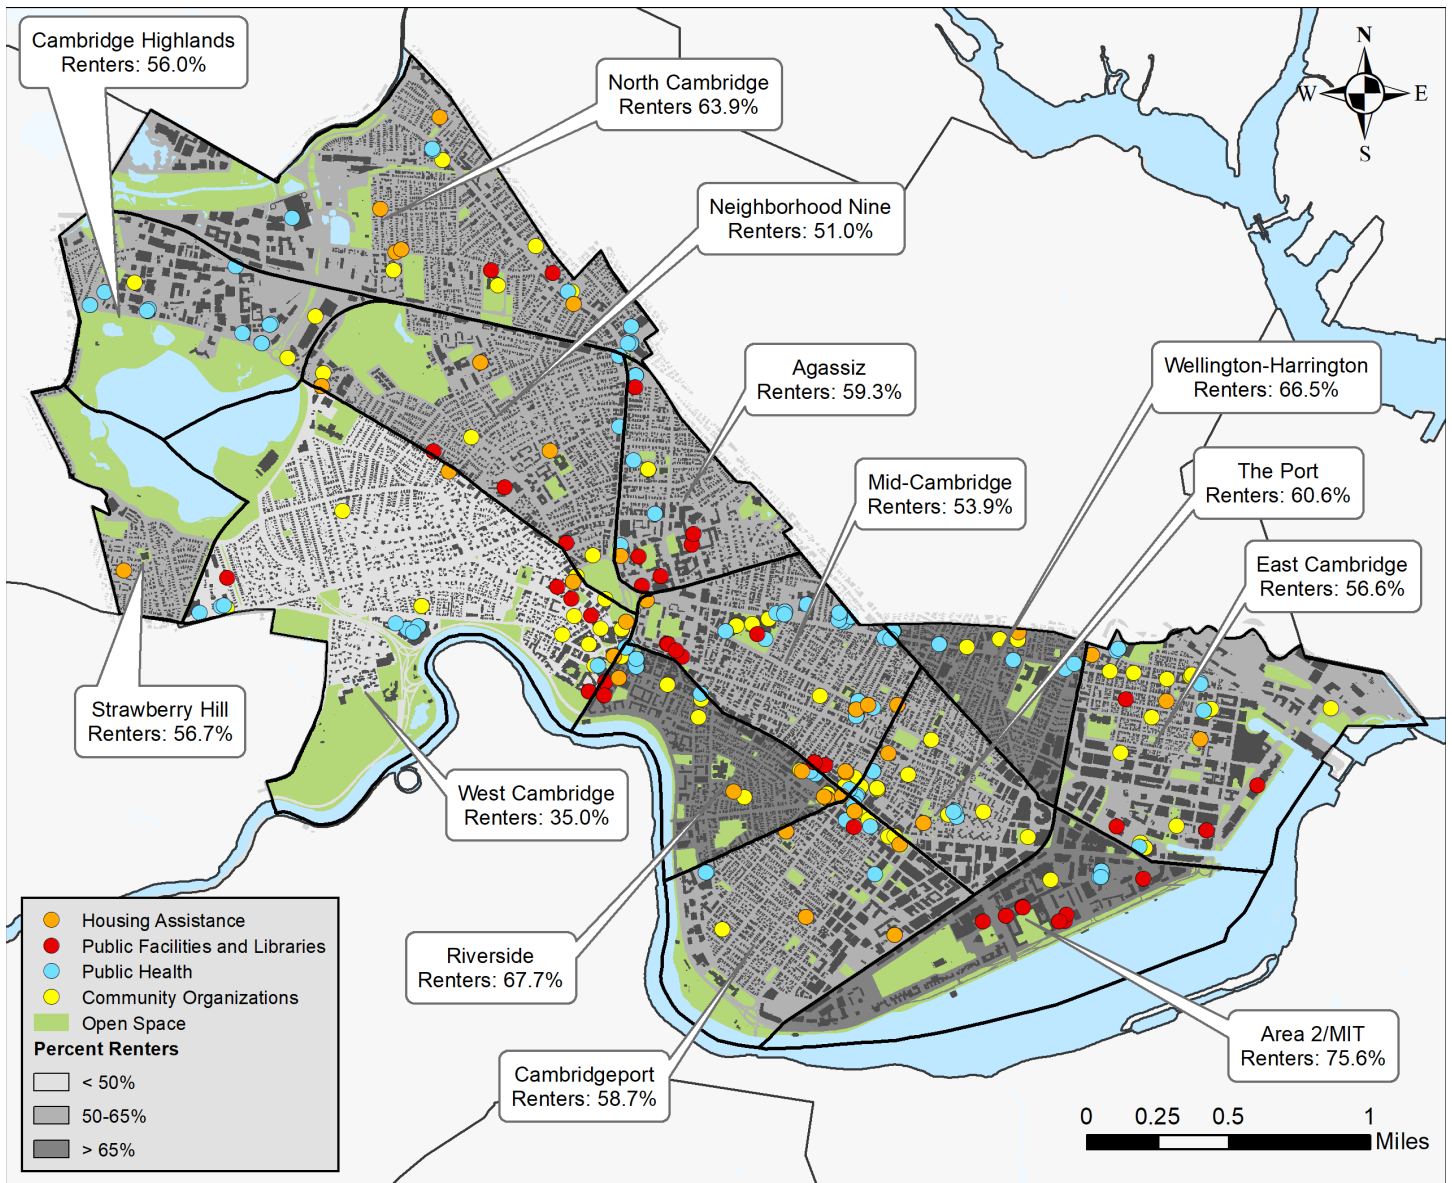 Cambridge Highlands
Renters: 56.0%
North Cambridge
Renters 63.9%
N
W
E
S
Neighborhood Nine
Renters: 51.0%
Agassiz
Renters: 59.3%
Wellington-Harrington
Renters: 66.5%
Mid-Cambridge
Renters: 53.9%
The Port
Renters: 60.6%
East Cambridge
Renters: 56.6%
Strawberry Hill
Renters: 56.7%
West Cambridge
Renters: 35.0%
Riverside
Renters: 67.7%
Area 2/MIT
Renters: 75.6%
Cambridgeport
Renters: 58.7%
Housing Assistance
Public Facilities and Libraries
Public Health
Community Organizations
Open Space
Percent Renters
< 50%
50-65%
> 65%
0 0.25 0.5 1
Miles